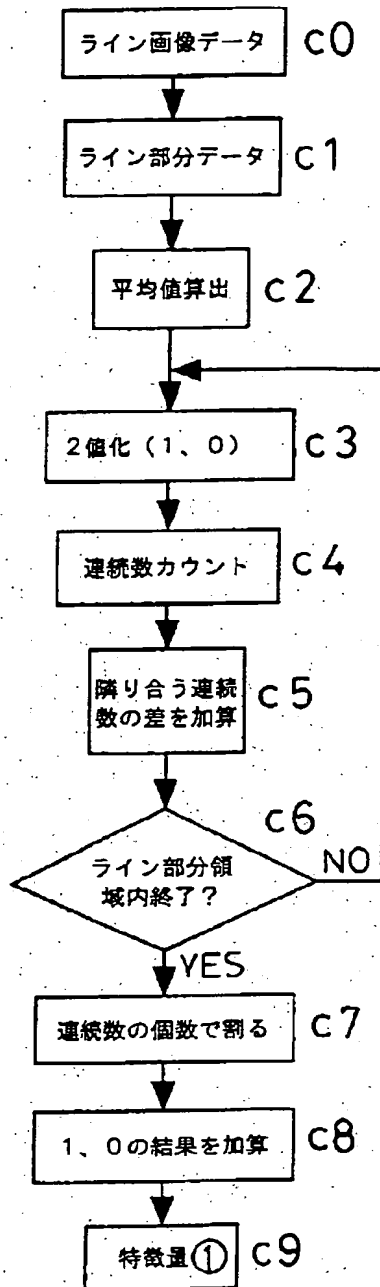 ライン画像データ c0
ライン部分データ c1
平均値算出 c2
2値化(1、0) c3
連続数カウント c4
隣り合う連続
数の差を加算 c5
c6
ライン部分領
域内終了?
NO
YES
連続数の個数で割る c7
1、0の結果を加算 c8
特徴量① c9